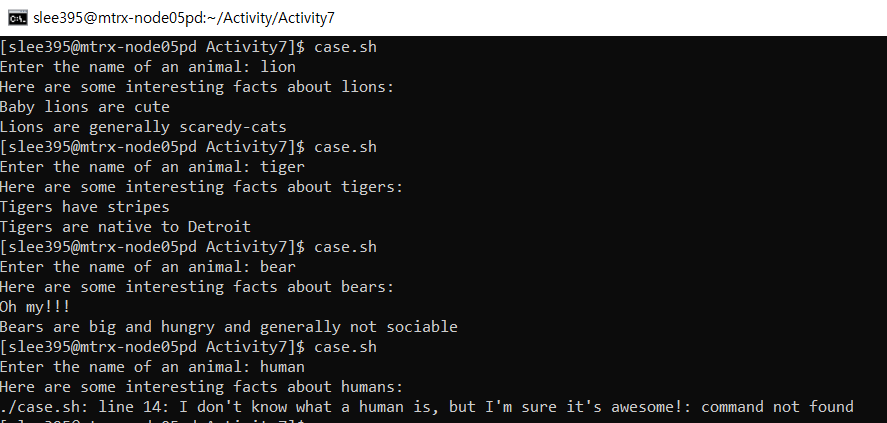 slee395@mtrx-node05pd:~/Activity/Activity7
[slee395@mtrx-node05pd Activity7]$ case.sh
Enter the name of an animal: lion
Here are some interesting facts about lions:
Baby lions are cute
Lions are generally scaredy-cats
[slee395@mtrx-node05pd Activity7]$ case.sh
Enter the name of an animal: tiger
Here are some interesting facts about tigers:
Tigers have stripes
Tigers are native to Detroit
[slee395@mtrx-node05pd Activity7]$ case.sh
Enter the name of an animal: bear
Here are some interesting facts about bears:
Oh my!!!
Bears are big and hungry and generally not sociable
[slee395@mtrx-node05pd Activity7]$ case.sh
Enter the name of an animal: human
Here are some interesting facts about humans:
./case.sh: line 14: I don't know what a human is, but I'm sure it's awesome!: command not found